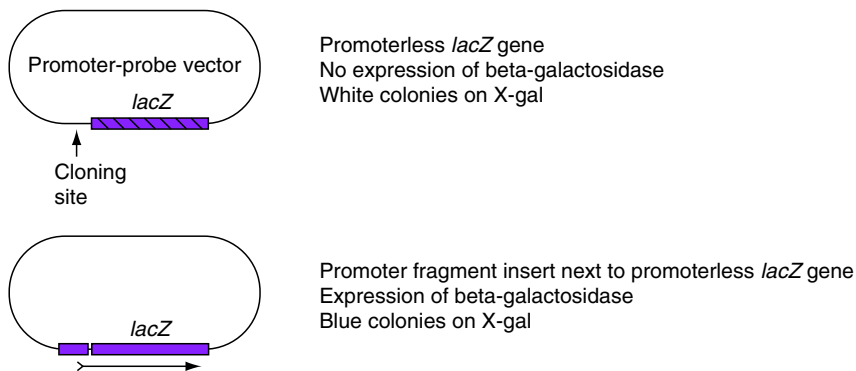 Promoter-probe vector
lacZ
Cloning
site
Promoterless lacZ gene
No expression of beta-galactosidase
White colonies on X-gal
lacZ
Promoter fragment insert next to promoterless lacZ gene
Expression of beta-galactosidase
Blue colonies on X-gal